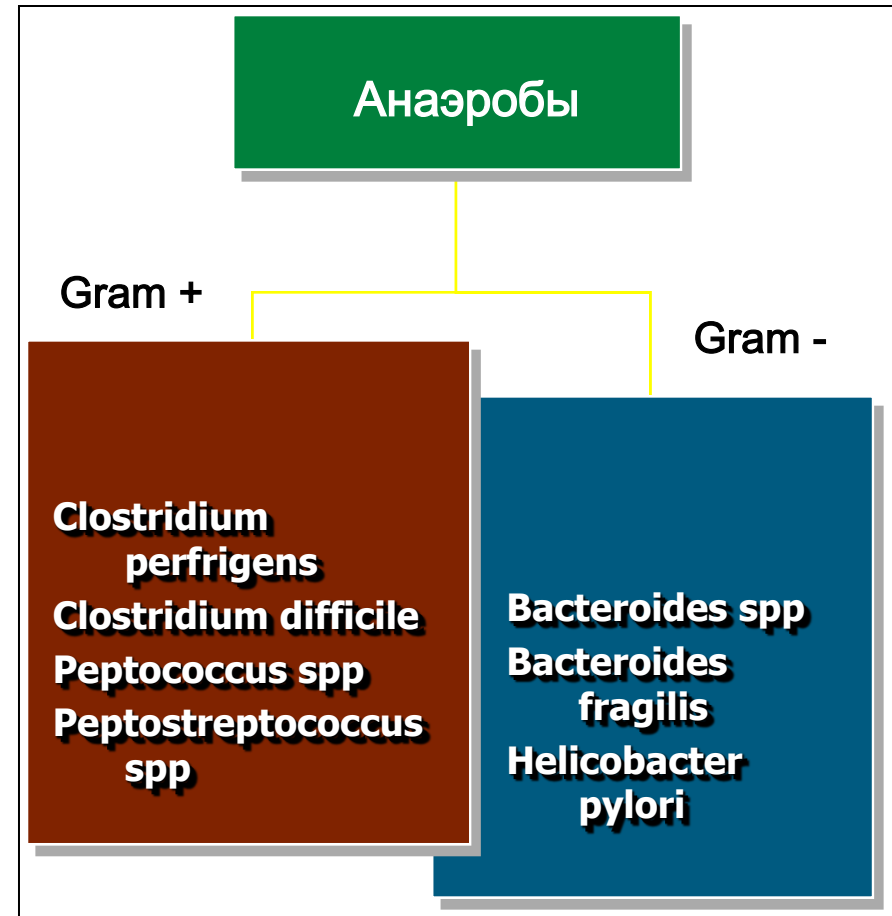 Анаэробы
Gram +
Gram -
Clostridium
perfrigens
Clostridium difficile
Peptococcus spp
Peptostreptococcus
spp
Bacteroides spp
Bacteroides
fragilis
Helicobacter
pylori